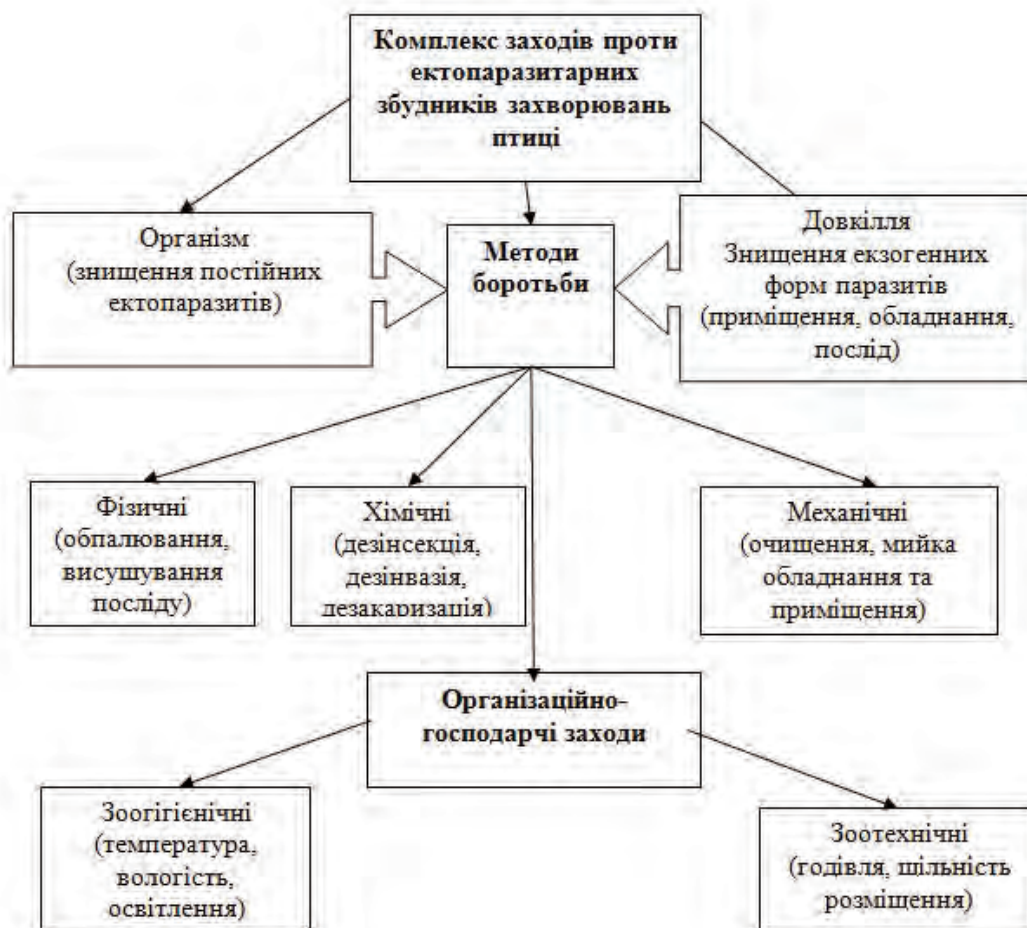 Комплекс заходів проти
ектопаразитарних
збудників захворювань
птиці
Організм
(знищення постійних
ектопаразитів)
Методи
боротьби
Довкілля
Знищення екзогенних
форм паразитів
(приміщення, обладнання,
послід)
Фізичні
(обпалювання,
висушування
посліду)
Хімічні
(дезінсекція,
дезінвазія,
дезакаризація)
Механічні
(очищення, мийка
обладнання та
приміщення)
Організаційно-
господарчі заходи
Зоогігієнічні
(температура,
вологість,
освітлення)
Зоотехнічні
(годівля, щільність
розміщення)